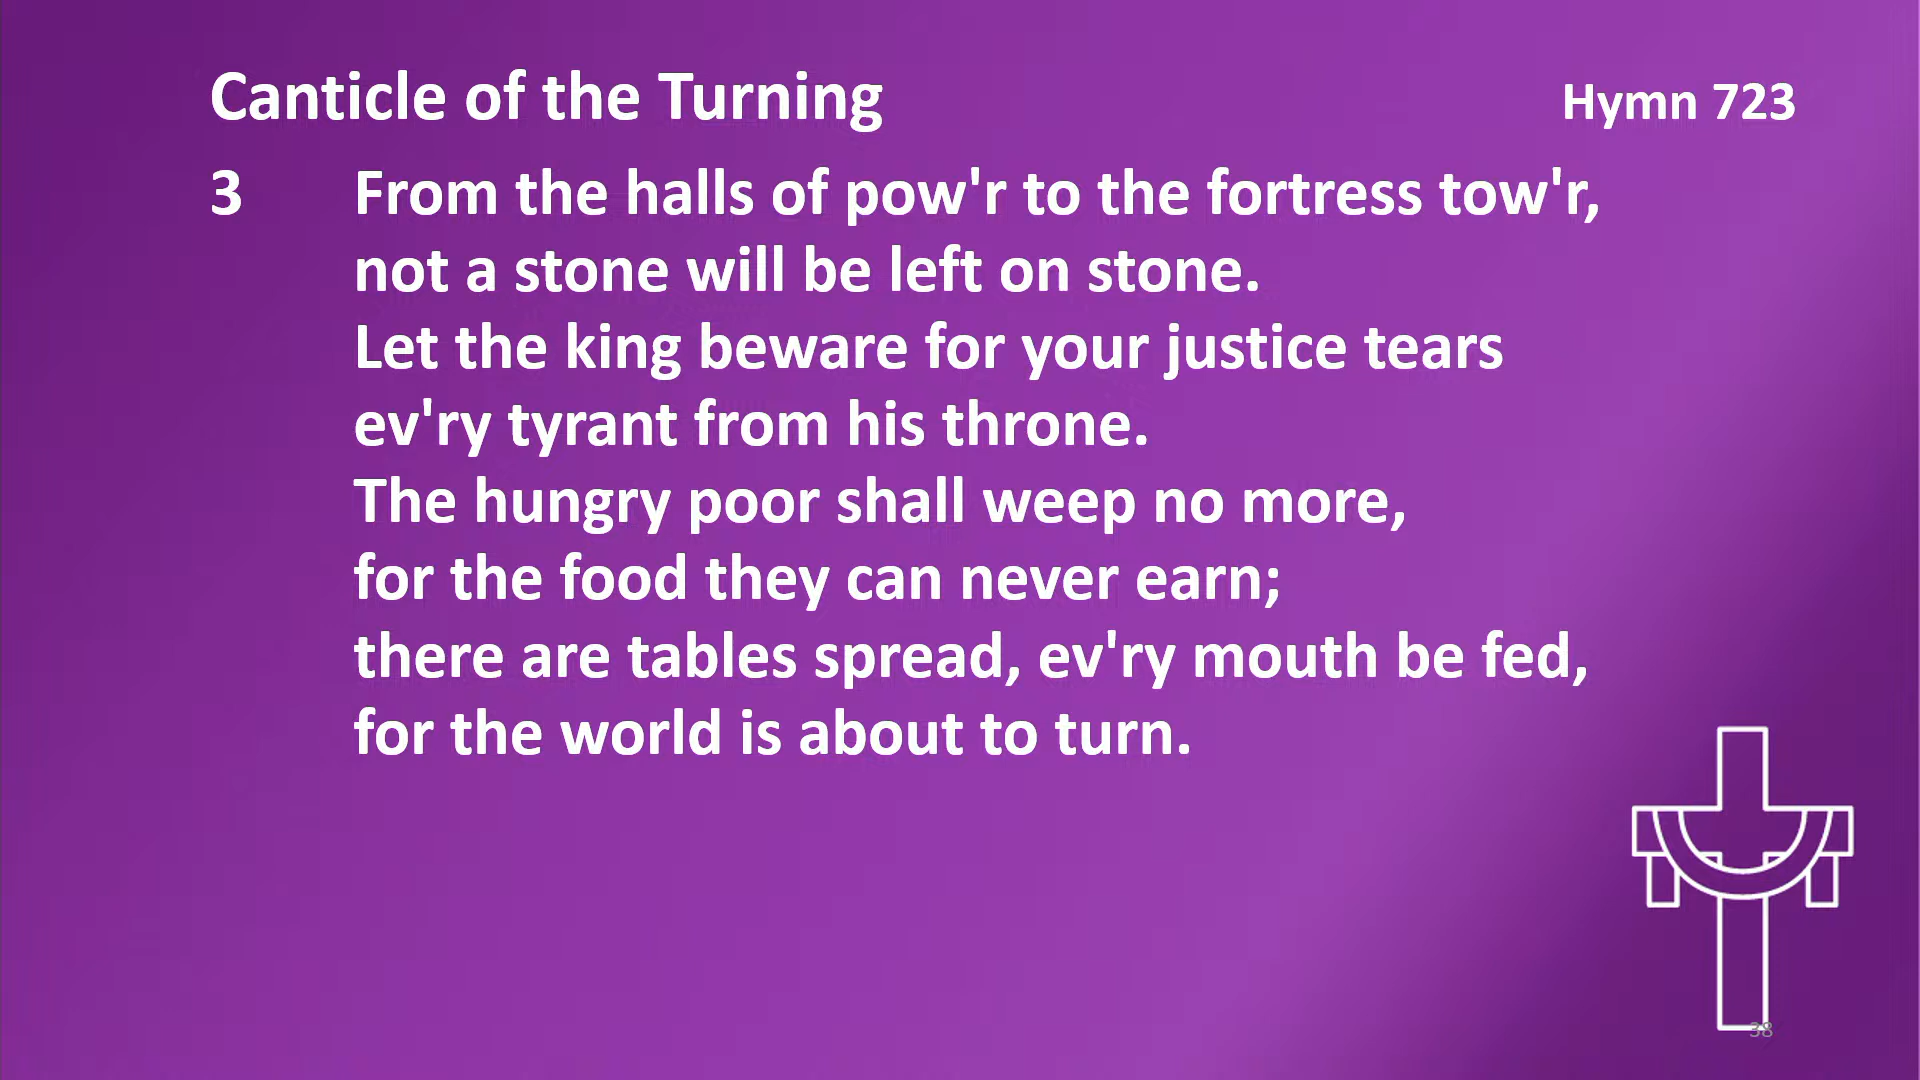 Canticle of the Turning Hymn 723
3 From the halls of pow'r to the fortress tow'r,
not a stone will be left on stone.
Let the king beware for your justice tears
ev'ry tyrant from his throne.
The hungry poor shall weep no more,
for the food they can never earn;
there are tables spread, ev'ry mouth be fed,
for the world is about to turn.
38